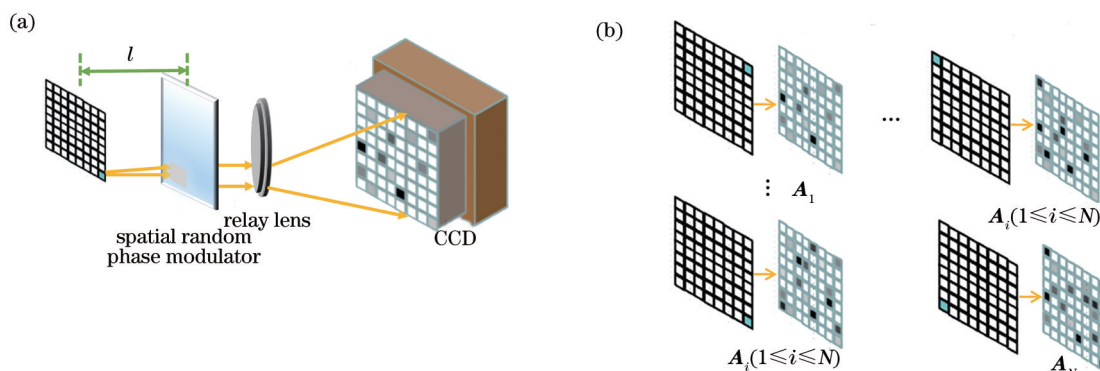 (a)
l
spatial random
phase modulator
relay lens
CCD
(b)
...
⋮
A₁
Aᵢ(1≤i≤N)
Aᵢ(1≤i≤N)